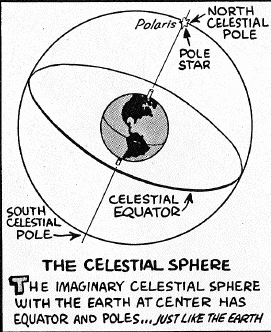 NORTH
CELESTIAL
POLE
Polaris
POLE
STAR
CELESTIAL
EQUATOR
SOUTH
CELESTIAL
POLE
THE CELESTIAL SPHERE
THE IMAGINARY CELESTIAL SPHERE
WITH THE EARTH AT CENTER HAS
EQUATOR AND POLES...JUST LIKE THE EARTH